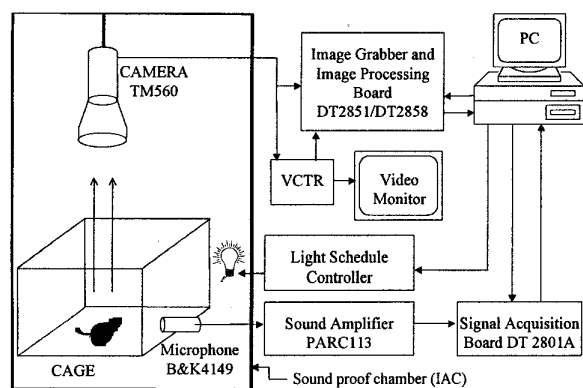 CAMERA
TM560
Image Grabber and
Image Processing
Board
DT2851/DT2858
PC
VCTR
Video
Monitor
Light Schedule
Controller
Sound Amplifier
PARC113
Signal Acquisition
Board DT 2801A
Microphone
B&K4149
CAGE
Sound proof chamber (IAC)